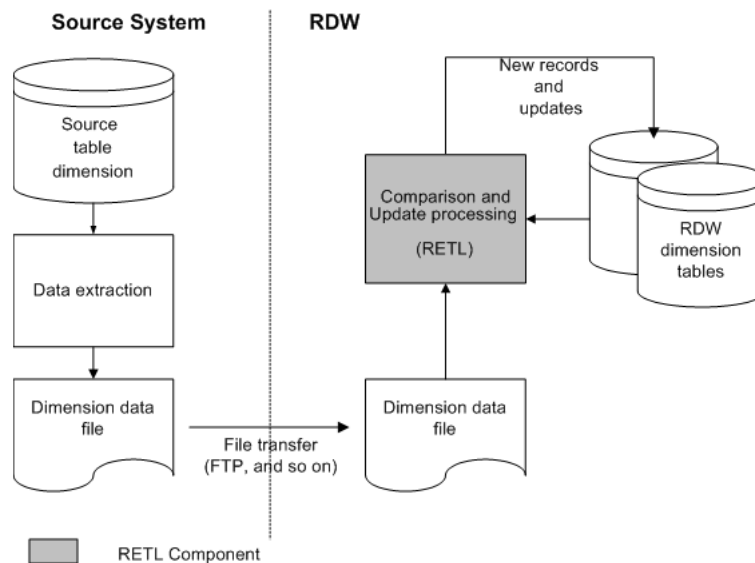 Source System
RDW
Source
table
dimension
Data extraction
Dimension data
file
File transfer
(FTP, and so on)
New records
and
updates
Comparison and
Update processing
(RETL)
RDW
dimension
tables
Dimension data
file
RETL Component